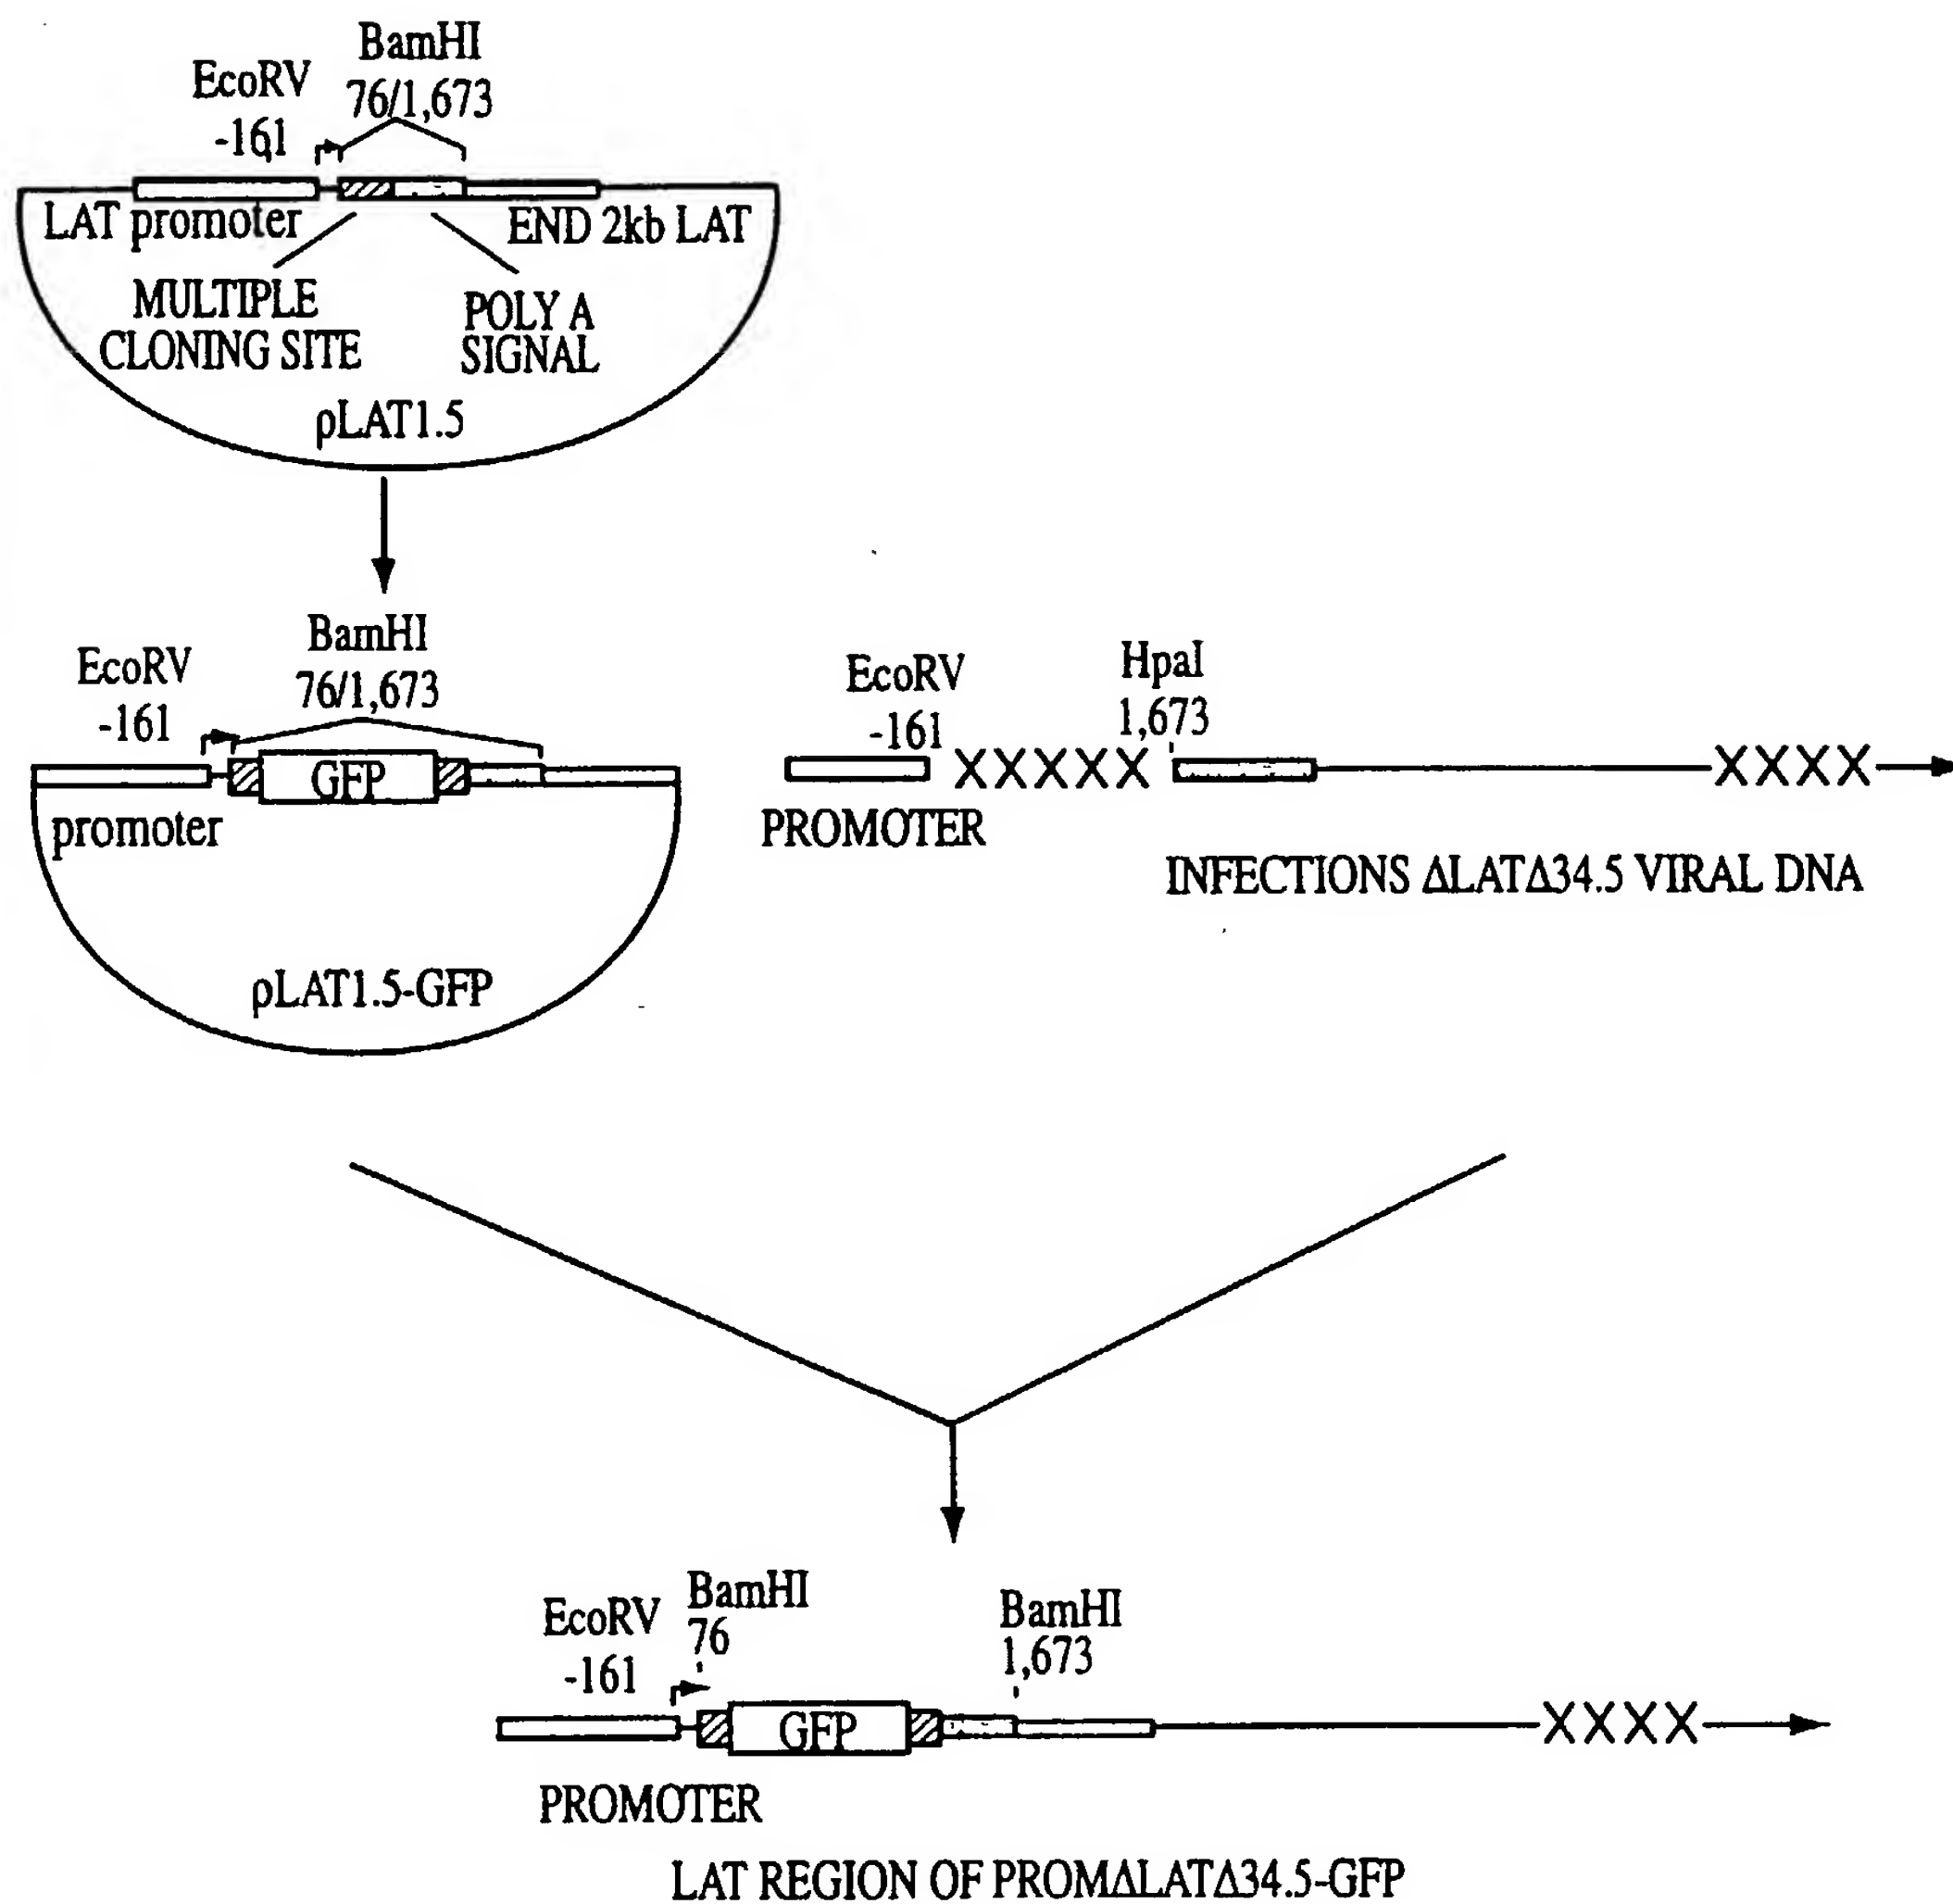 BamHI
76/1,673
EcoRV
-161
LAT promoter
END 2kb LAT
MULTIPLE
CLONING SITE
POLY A
SIGNAL
pLAT1.5
BamHI
76/1,673
EcoRV
-161
GFP
promoter
pLAT1.5-GFP
EcoRV
-161
HpaI
1,673
XXXXX
XXXX
PROMOTER
INFECTIONS ΔLATΔ34.5 VIRAL DNA
EcoRV
-161
BamHI
76
BamHI
1,673
GFP
XXXX
PROMOTER
LAT REGION OF PROMΔLATΔ34.5-GFP